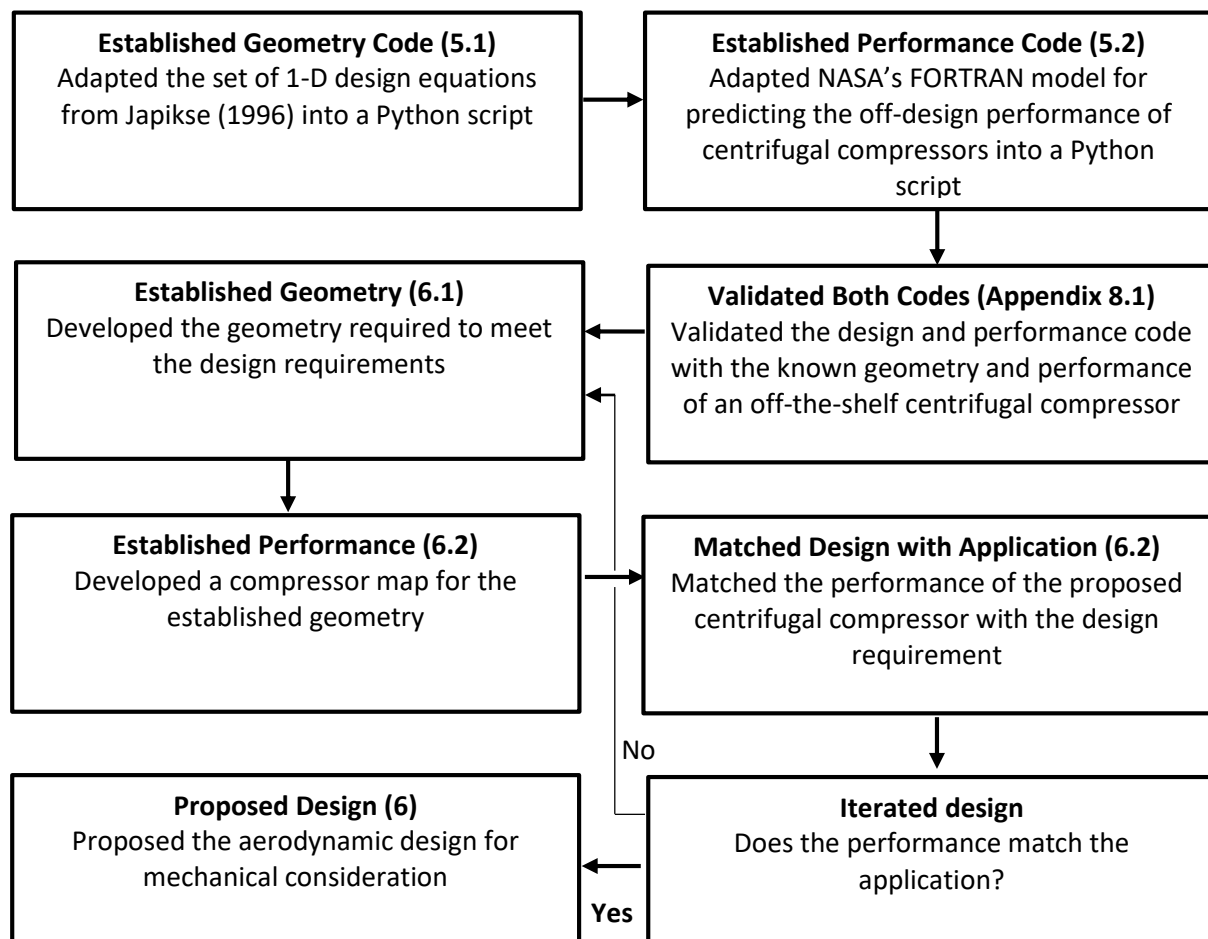 Established Geometry Code (5.1)
Adapted the set of 1-D design equations
from Japikse (1996) into a Python script
Established Performance Code (5.2)
Adapted NASA’s FORTRAN model for
predicting the off-design performance of
centrifugal compressors into a Python
script
Established Geometry (6.1)
Developed the geometry required to meet
the design requirements
Validated Both Codes (Appendix 8.1)
Validated the design and performance code
with the known geometry and performance
of an off-the-shelf centrifugal compressor
Established Performance (6.2)
Developed a compressor map for the
established geometry
Matched Design with Application (6.2)
Matched the performance of the proposed
centrifugal compressor with the design
requirement
No
Proposed Design (6)
Proposed the aerodynamic design for
mechanical consideration
Iterated design
Does the performance match the
application?
Yes